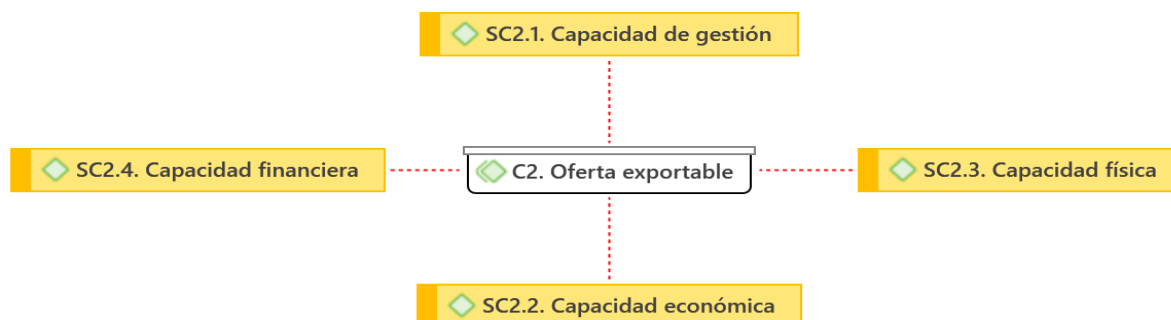 SC2.1. Capacidad de gestión
SC2.4. Capacidad financiera
C2. Oferta exportable
SC2.3. Capacidad física
SC2.2. Capacidad económica